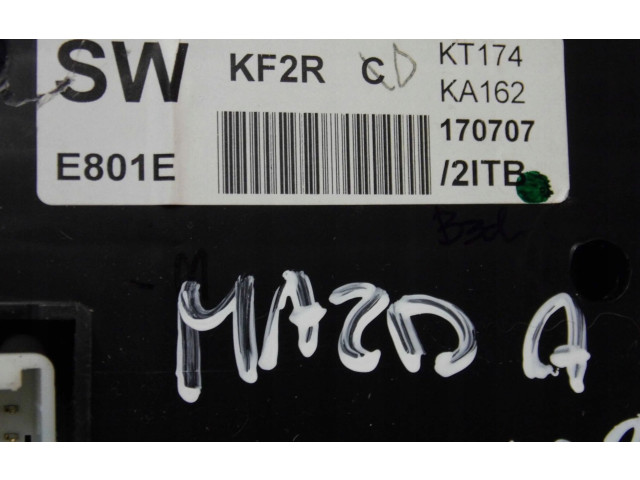 SW KF2R C D KT174
KA162
E801E 170707
/2ITB
MAZDA